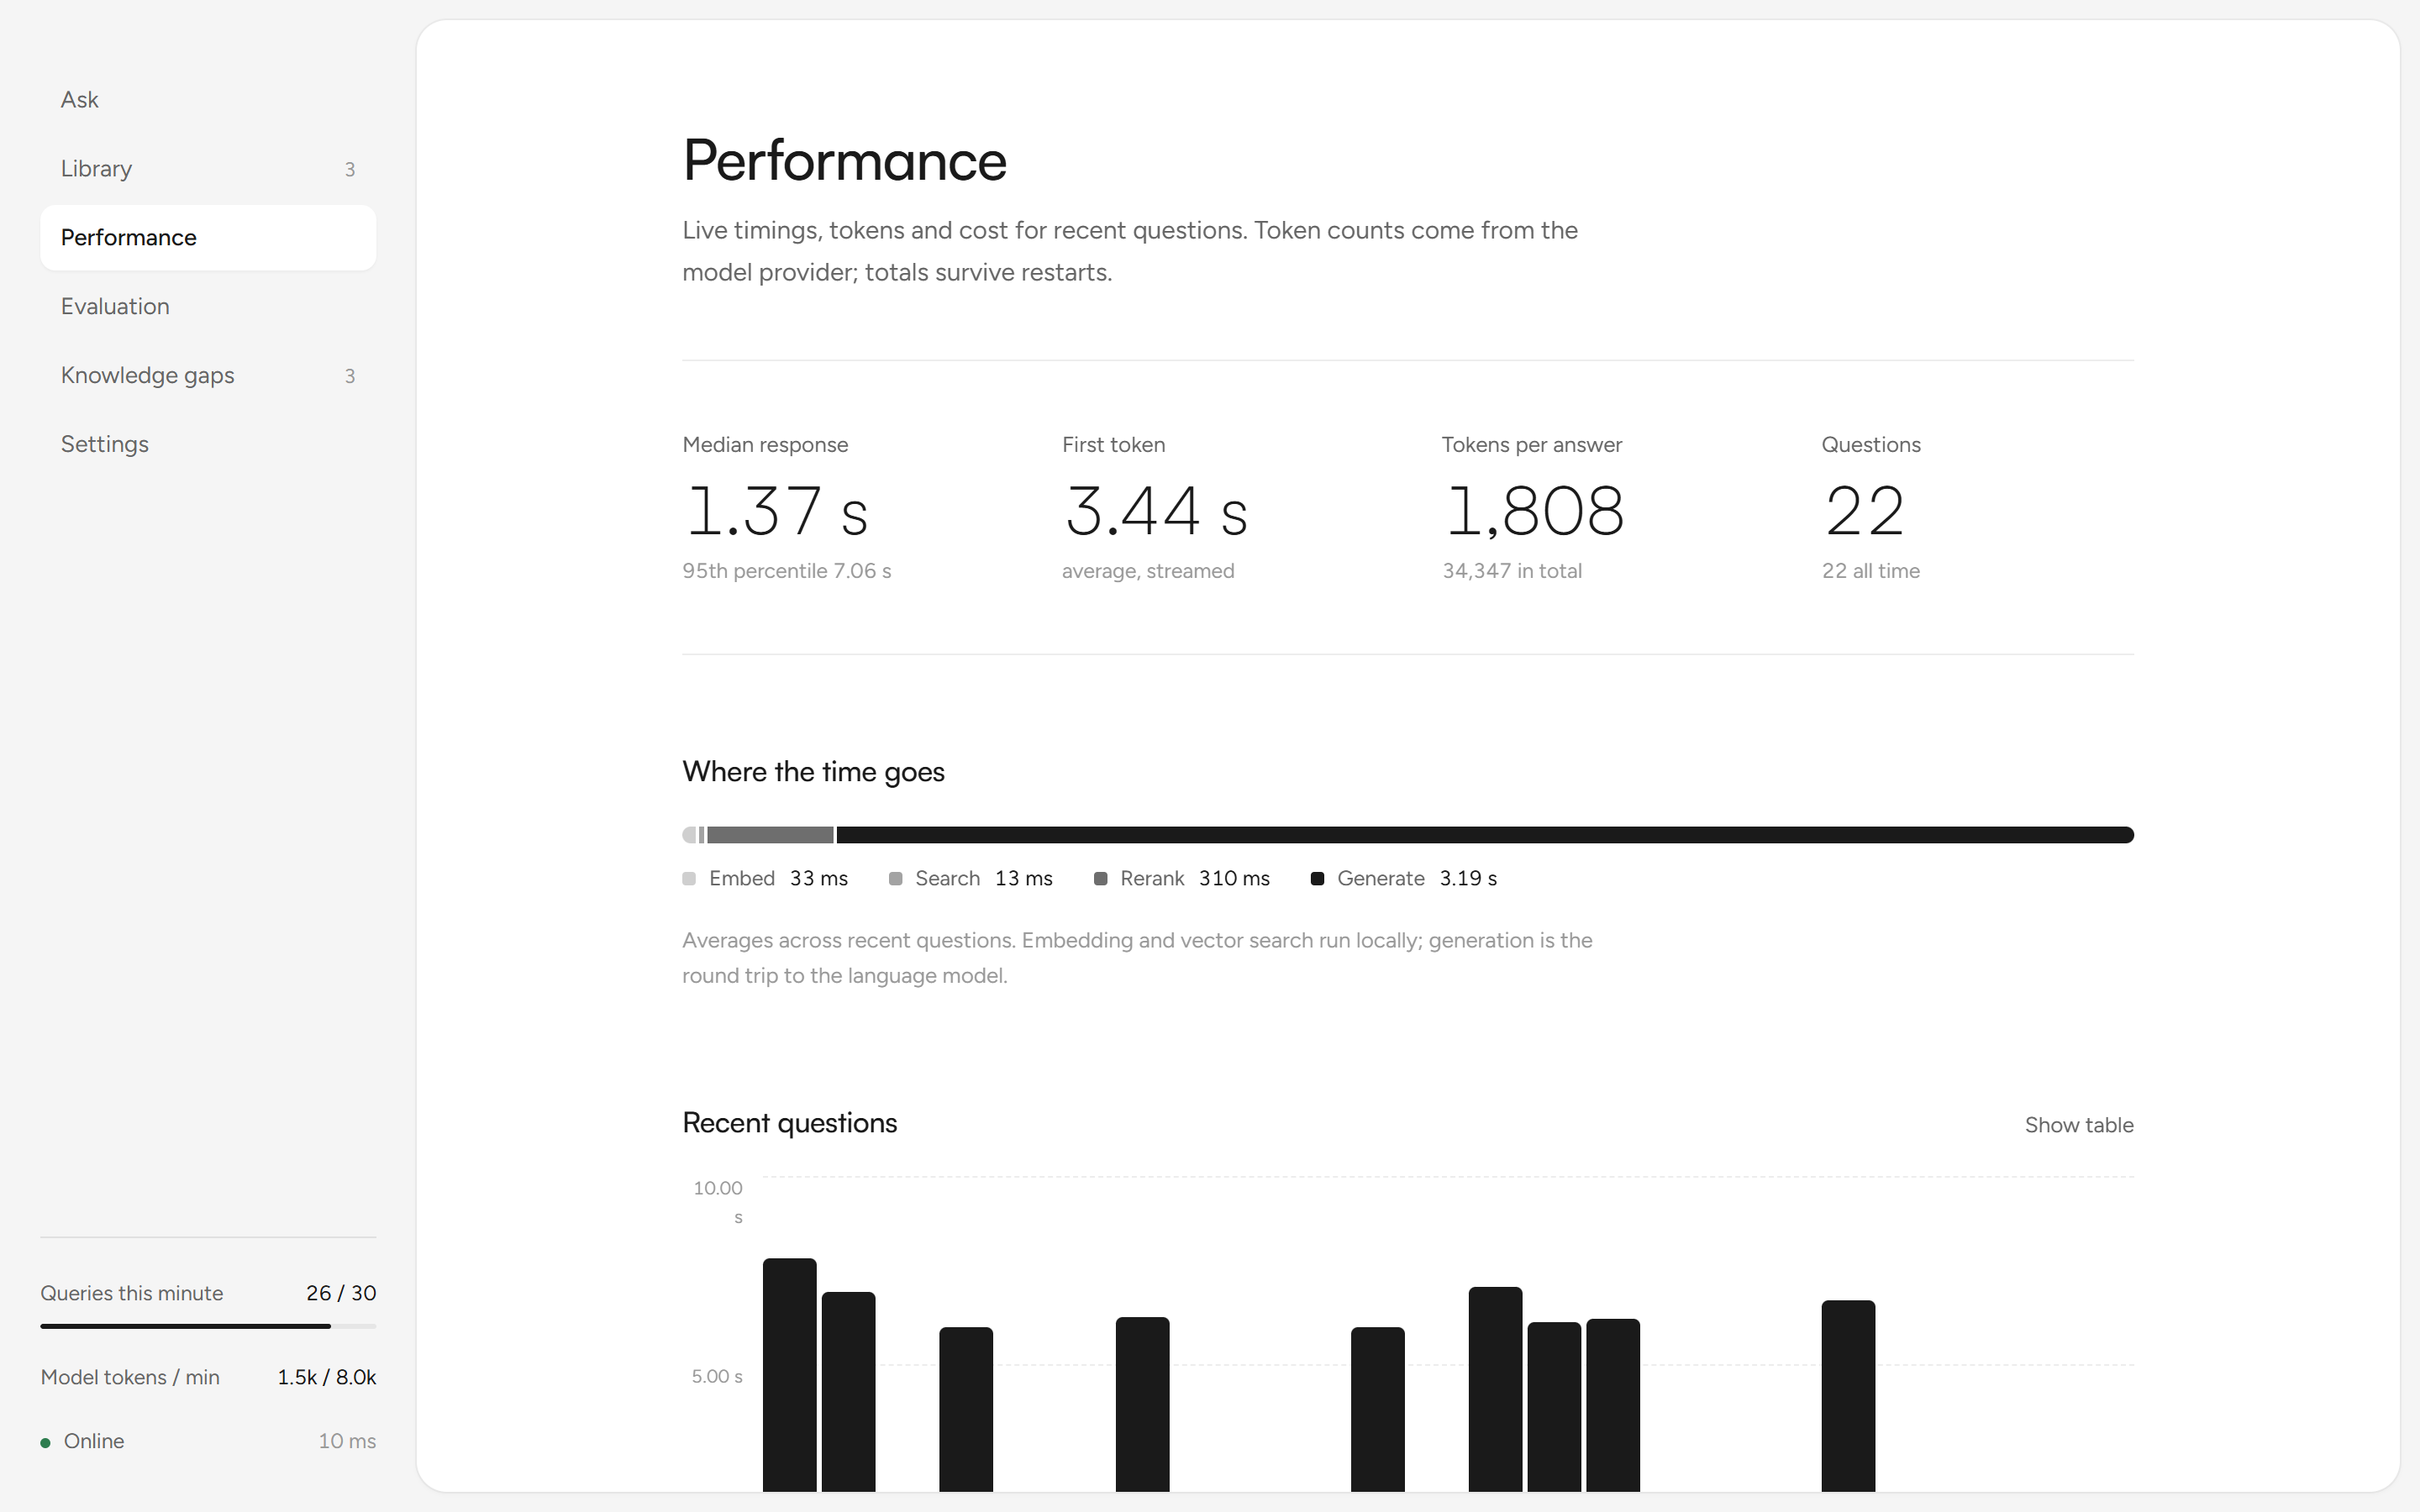 Ask
Library 3
Performance
Evaluation
Knowledge gaps 3
Settings
Queries this minute 26 / 30
Model tokens / min 1.5k / 8.0k
Online 10 ms
Performance
Live timings, tokens and cost for recent questions. Token counts come from the
model provider; totals survive restarts.
Median response
1.37 s
95th percentile 7.06 s
First token
3.44 s
average, streamed
Tokens per answer
1,808
34,347 in total
Questions
22
22 all time
Where the time goes
Embed 33 ms Search 13 ms Rerank 310 ms Generate 3.19 s
Averages across recent questions. Embedding and vector search run locally; generation is the
round trip to the language model.
Recent questions Show table
10.00
s
5.00 s